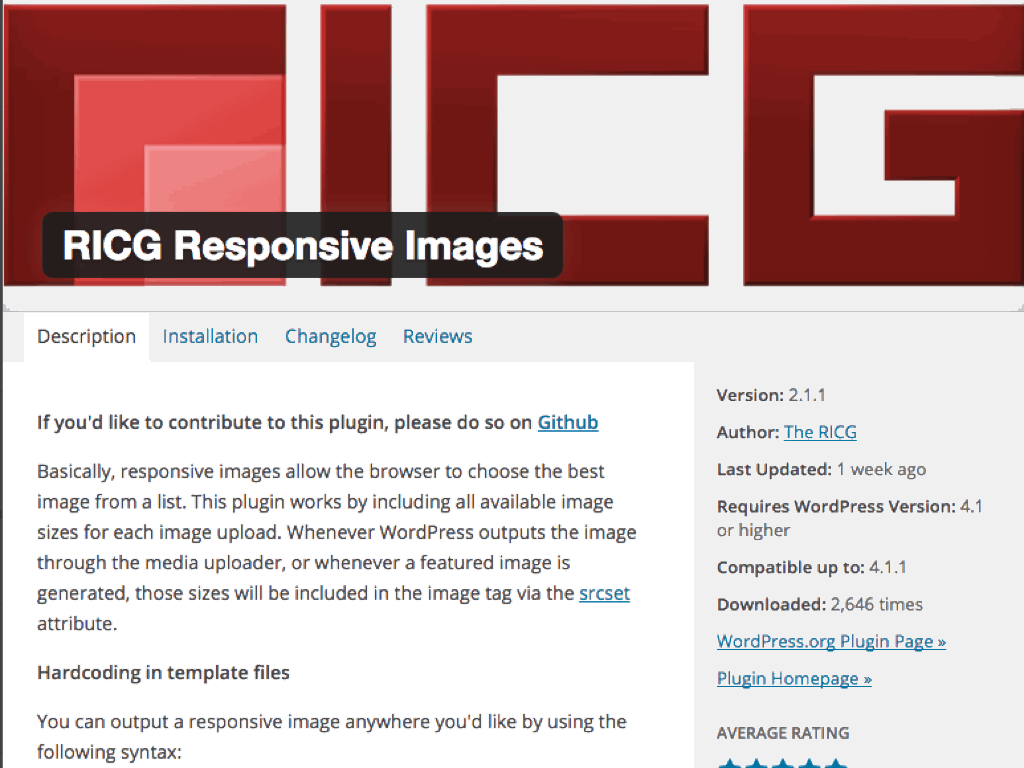 RICG
RICG Responsive Images
Description Installation Changelog Reviews
If you'd like to contribute to this plugin, please do so on Github
Basically, responsive images allow the browser to choose the best
image from a list. This plugin works by including all available image
sizes for each image upload. Whenever WordPress outputs the image
through the media uploader, or whenever a featured image is
generated, those sizes will be included in the image tag via the srcset
attribute.
Hardcoding in template files
You can output a responsive image anywhere you'd like by using the
following syntax:
Version: 2.1.1
Author: The RICG
Last Updated: 1 week ago
Requires WordPress Version: 4.1
or higher
Compatible up to: 4.1.1
Downloaded: 2,646 times
WordPress.org Plugin Page »
Plugin Homepage »
AVERAGE RATING